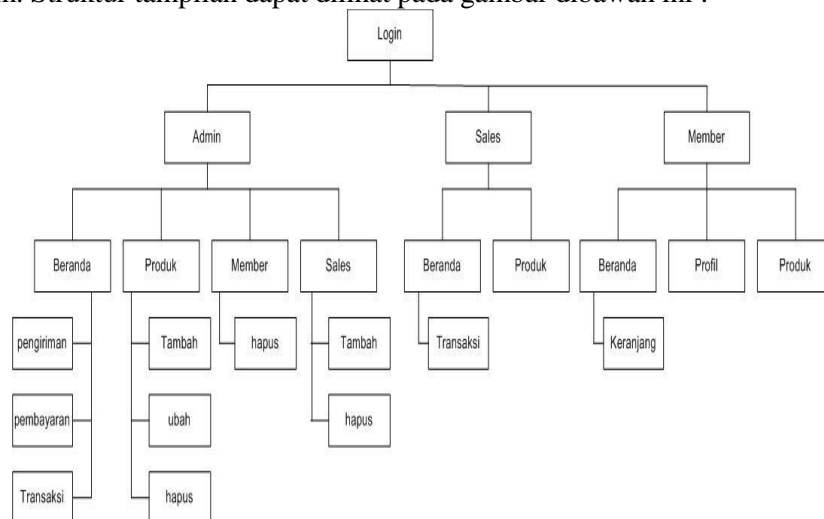 Struktur tampilan dapat dilihat pada gambar dibawah ini :
Login
Admin
Sales
Member
Beranda
Produk
Member
Sales
Beranda
Produk
Beranda
Profil
Produk
pengiriman
Tambah
hapus
Tambah
Transaksi
Keranjang
pembayaran
ubah
hapus
Transaksi
hapus